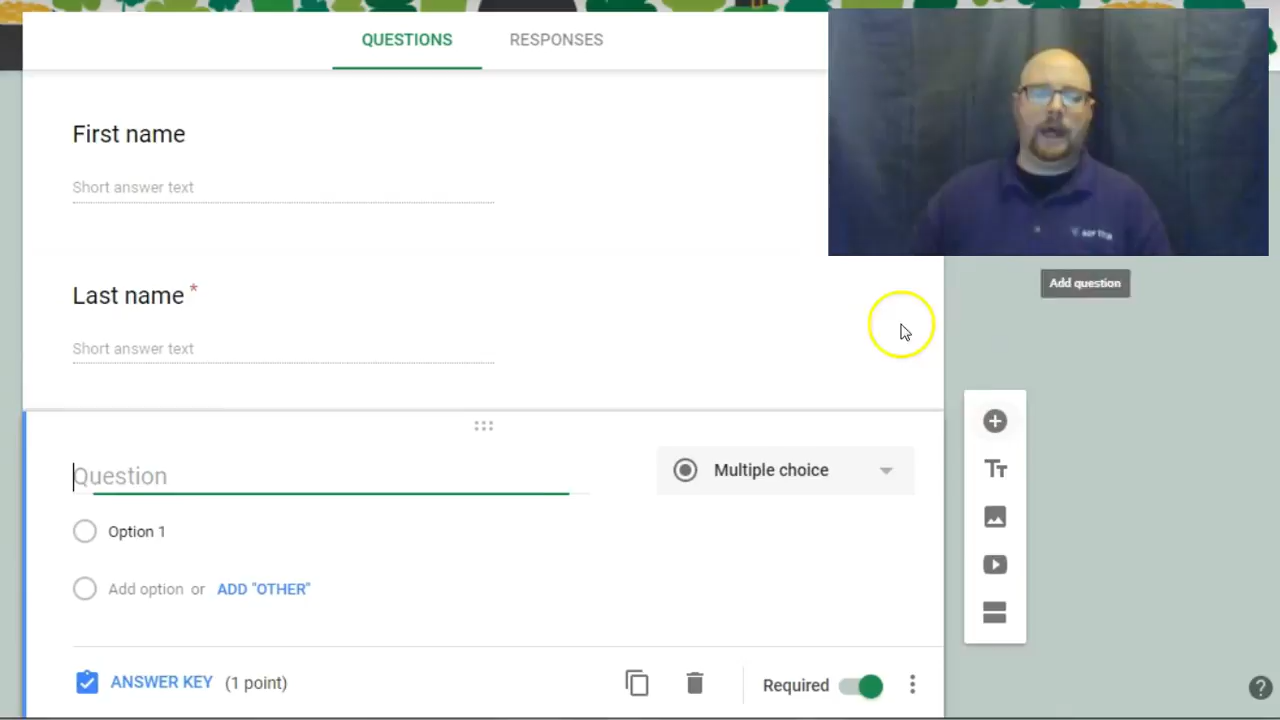 QUESTIONS RESPONSES
First name
Short answer text
Last name *
Short answer text
Add question
Question
Multiple choice
Option 1
Add option or ADD "OTHER"
ANSWER KEY (1 point)
Required